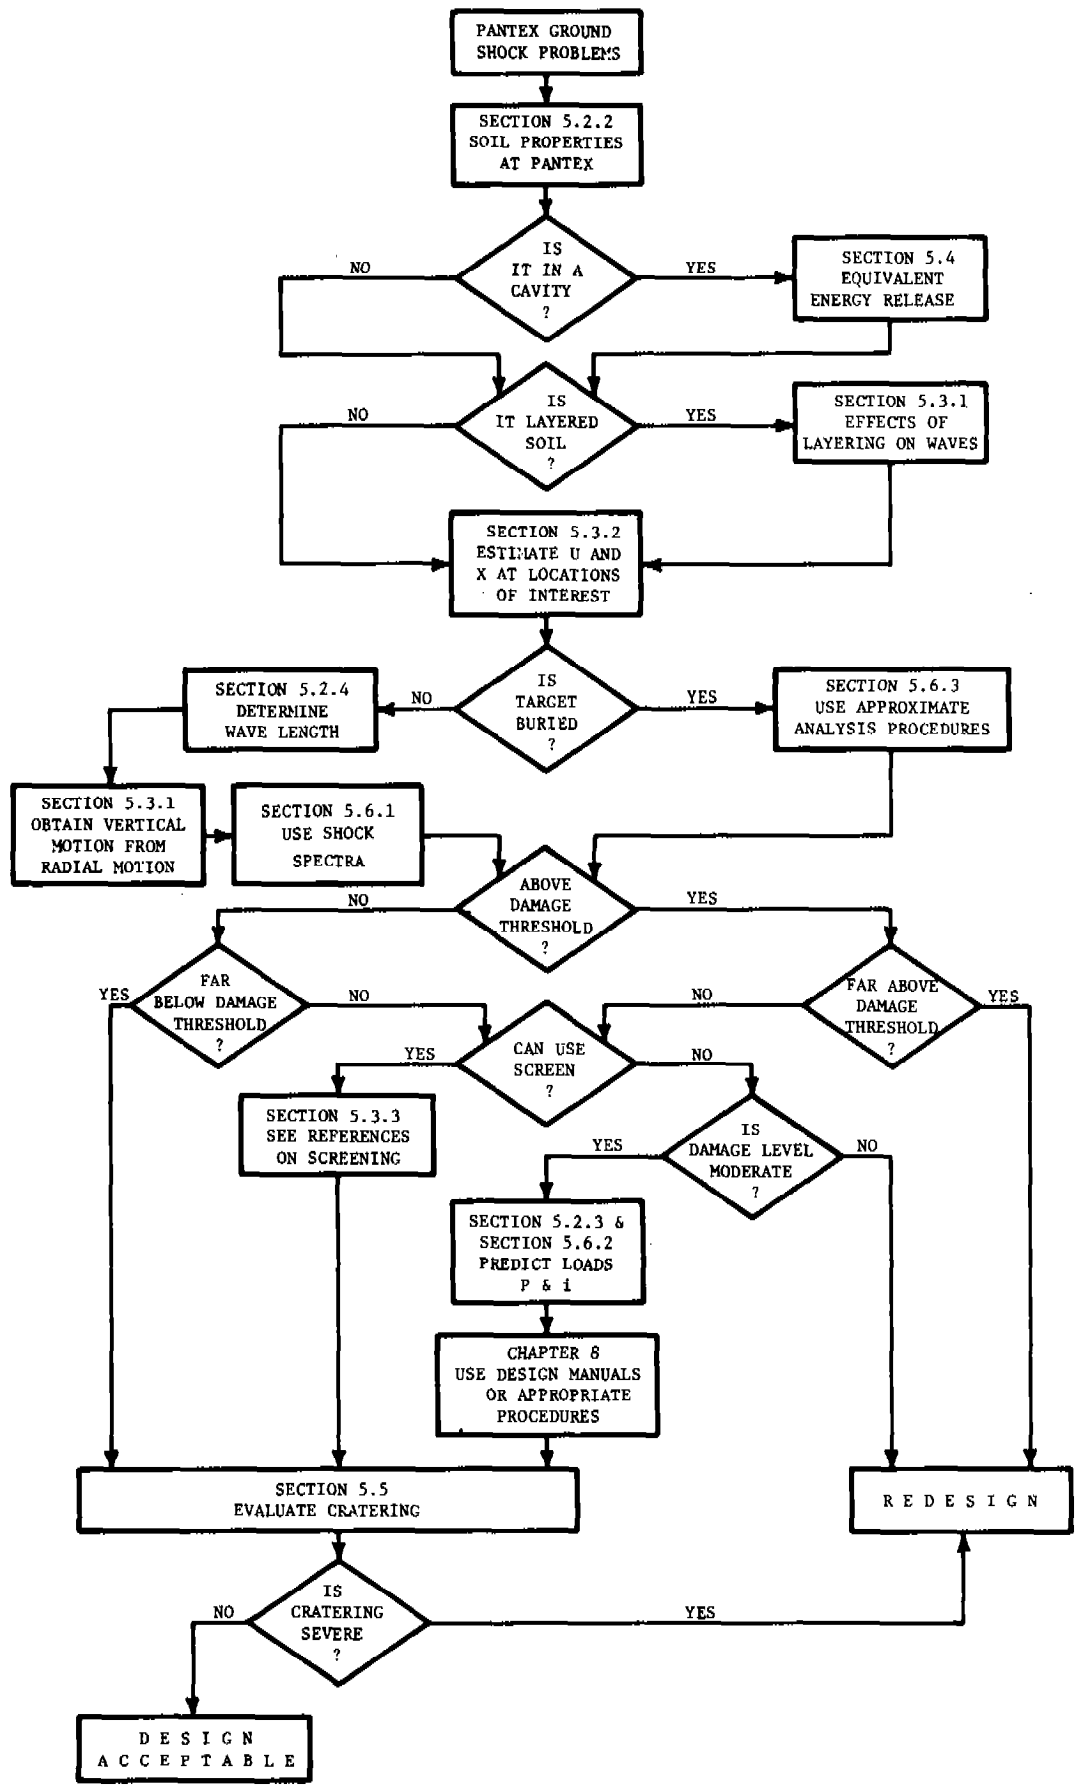 PANTEX GROUND
SHOCK PROBLEMS
SECTION 5.2.2
SOIL PROPERTIES
AT PANTEX
IS
IT IN A
CAVITY
?
NO
YES
SECTION 5.4
EQUIVALENT
ENERGY RELEASE
IS
IT LAYERED
SOIL
?
NO
YES
SECTION 5.3.1
EFFECTS OF
LAYERING ON WAVES
SECTION 5.3.2
ESTIMATE U AND
X AT LOCATIONS
OF INTEREST
IS
TARGET
BURIED
?
NO
YES
SECTION 5.2.4
DETERMINE
WAVE LENGTH
SECTION 5.6.3
USE APPROXIMATE
ANALYSIS PROCEDURES
SECTION 5.3.1
OBTAIN VERTICAL
MOTION FROM
RADIAL MOTION
SECTION 5.6.1
USE SHOCK
SPECTRA
ABOVE
DAMAGE
THRESHOLD
?
NO
YES
FAR
BELOW DAMAGE
THRESHOLD
?
YES
NO
FAR ABOVE
DAMAGE
THRESHOLD
?
NO
YES
CAN USE
SCREEN
?
YES
NO
SECTION 5.3.3
SEE REFERENCES
ON SCREENING
IS
DAMAGE LEVEL
MODERATE
?
YES
NO
SECTION 5.2.3 &
SECTION 5.6.2
PREDICT LOADS
P & i
CHAPTER 8
USE DESIGN MANUALS
OR APPROPRIATE
PROCEDURES
SECTION 5.5
EVALUATE CRATERING
REDESIGN
IS
CRATERING
SEVERE
?
NO
YES
DESIGN
ACCEPTABLE